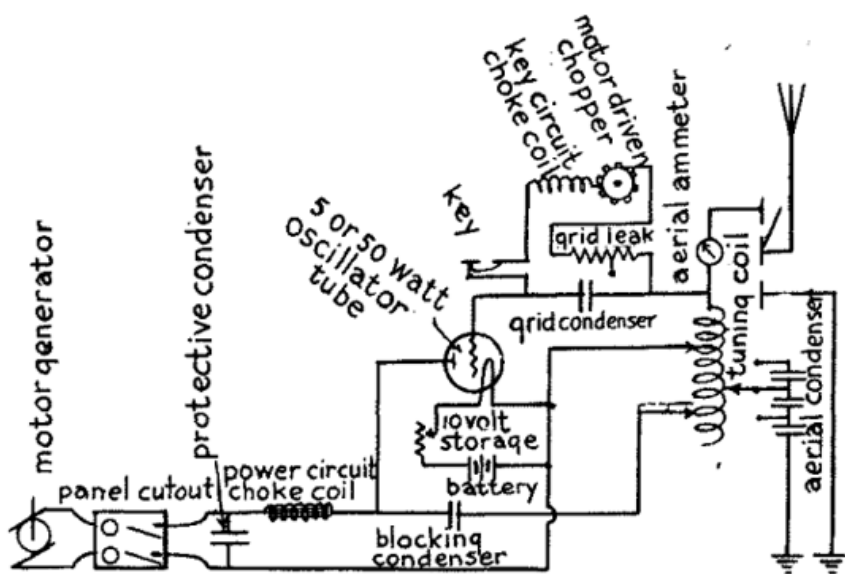 motor generator
panel cutout
protective condenser
power circuit
choke coil
5 or 50 watt
oscillator
tube
key
key circuit
choke coil
motor driven
chopper
grid leak
grid condenser
aerial ammeter
tuning coil
aerial condenser
10 volt
storage
battery
blocking
condenser